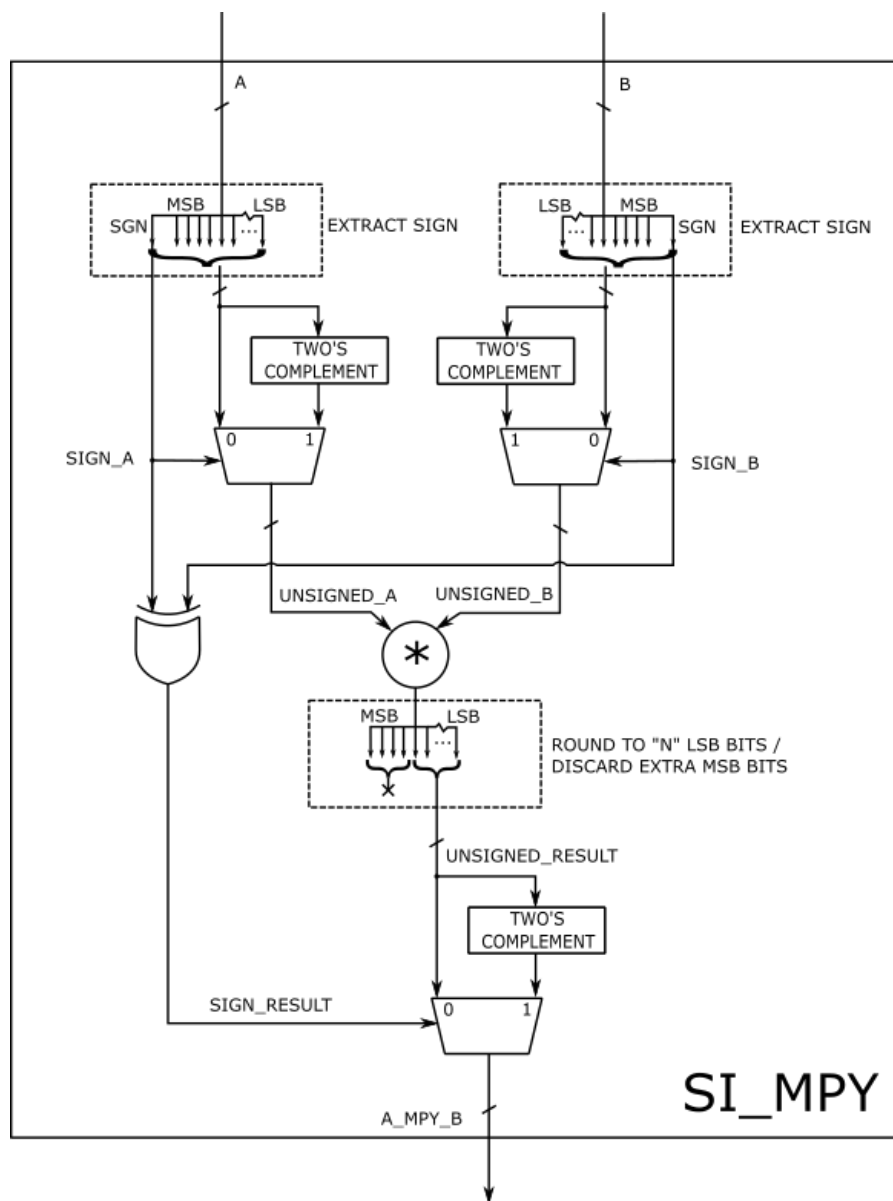 A
B
MSB
LSB
SGN
...
EXTRACT SIGN
LSB
MSB
...
SGN
EXTRACT SIGN
TWO'S
COMPLEMENT
TWO'S
COMPLEMENT
0
1
1
0
SIGN_A
SIGN_B
UNSIGNED_A
UNSIGNED_B
*
MSB
LSB
...
ROUND TO "N" LSB BITS /
DISCARD EXTRA MSB BITS
UNSIGNED_RESULT
TWO'S
COMPLEMENT
SIGN_RESULT
0
1
SI_MPY
A_MPY_B